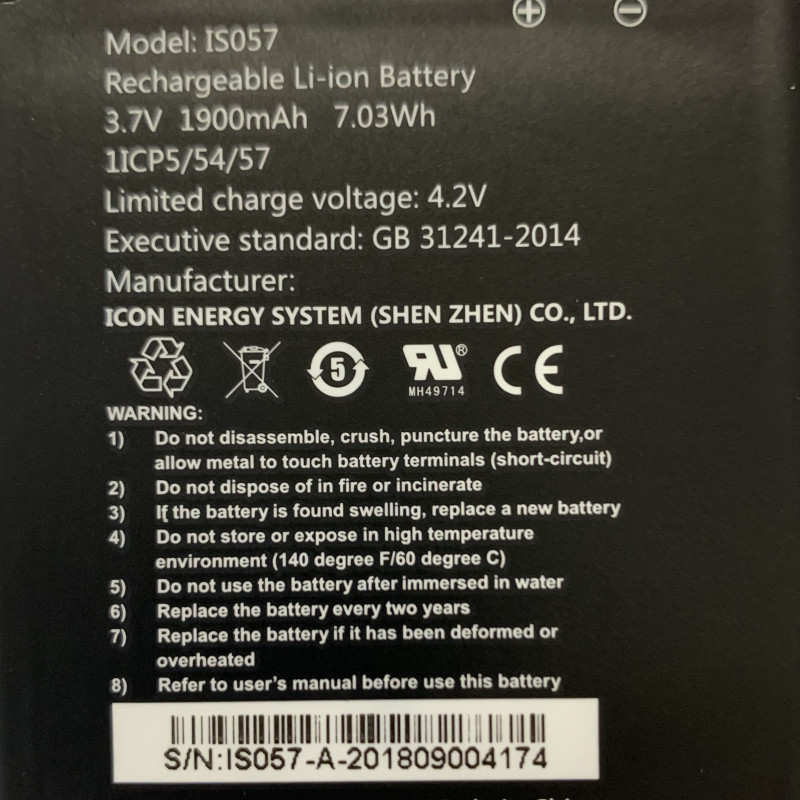 Model: IS057
Rechargeable Li-ion Battery
3.7V 1900mAh 7.03Wh
1ICP5/54/57
Limited charge voltage: 4.2V
Executive standard: GB 31241-2014
Manufacturer:
ICON ENERGY SYSTEM (SHEN ZHEN) CO., LTD.
5
RU®
MH49714
CE
WARNING:
1) Do not disassemble, crush, puncture the battery,or
allow metal to touch battery terminals (short-circuit)
2) Do not dispose of in fire or incinerate
3) If the battery is found swelling, replace a new battery
4) Do not store or expose in high temperature
environment (140 degree F/60 degree C)
5) Do not use the battery after immersed in water
6) Replace the battery every two years
7) Replace the battery if it has been deformed or
overheated
8) Refer to user's manual before use this battery
S/N:IS057-A-201809004174